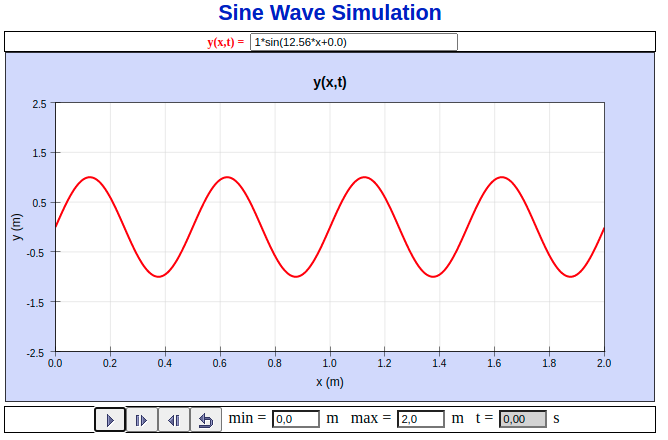 Sine Wave Simulation
y(x,t) = 1*sin(12.56*x+0.0)
y(x,t)
2.5
1.5
0.5
-0.5
-1.5
-2.5
y (m)
0.0 0.2 0.4 0.6 0.8 1.0 1.2 1.4 1.6 1.8 2.0
x (m)
min = 0,0 m max = 2,0 m t = 0,00 s